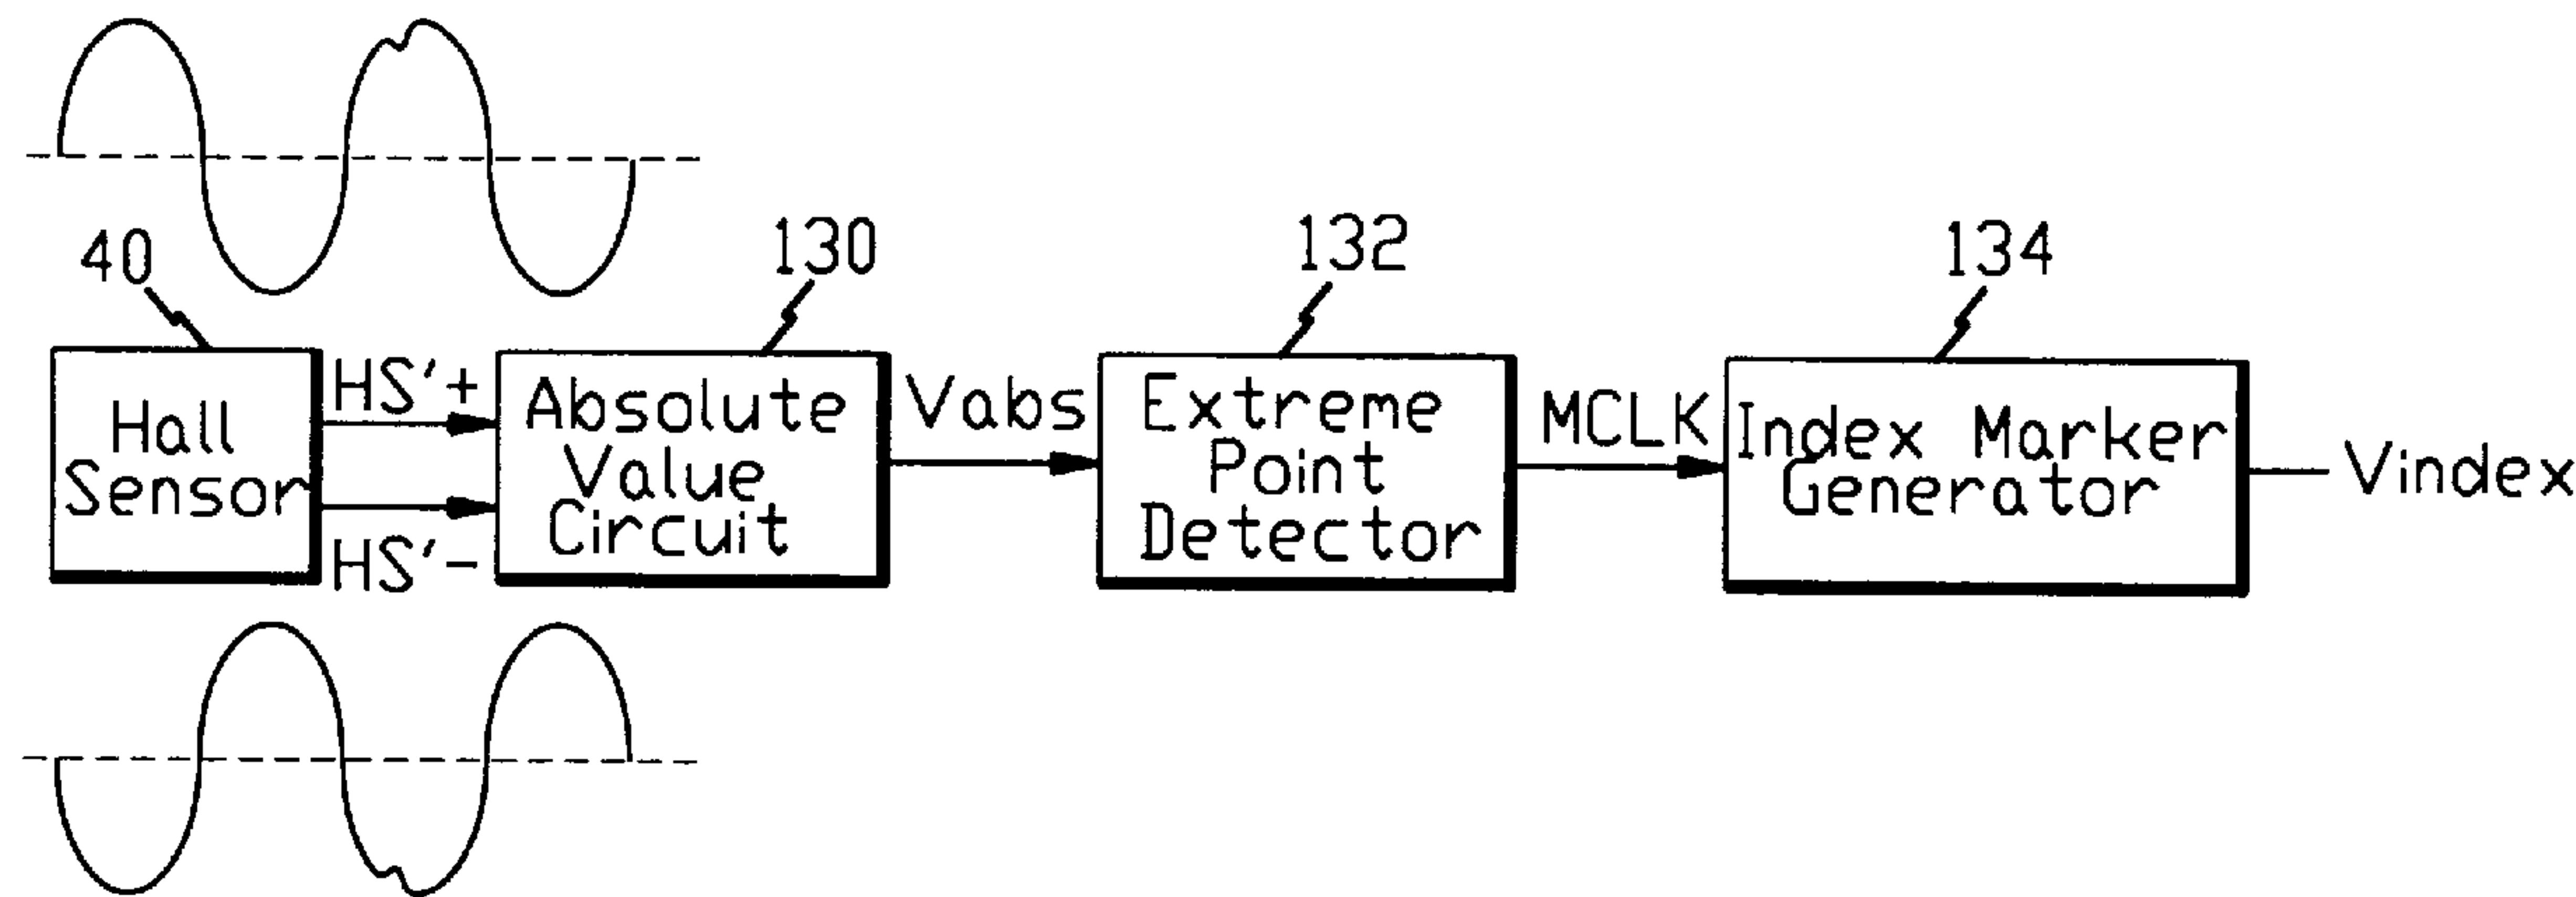 40
130
132
134
Hall
Sensor
HS'+
HS'-
Absolute
Value
Circuit
Vabs
Extreme
Point
Detector
MCLK
Index Marker
Generator
Vindex